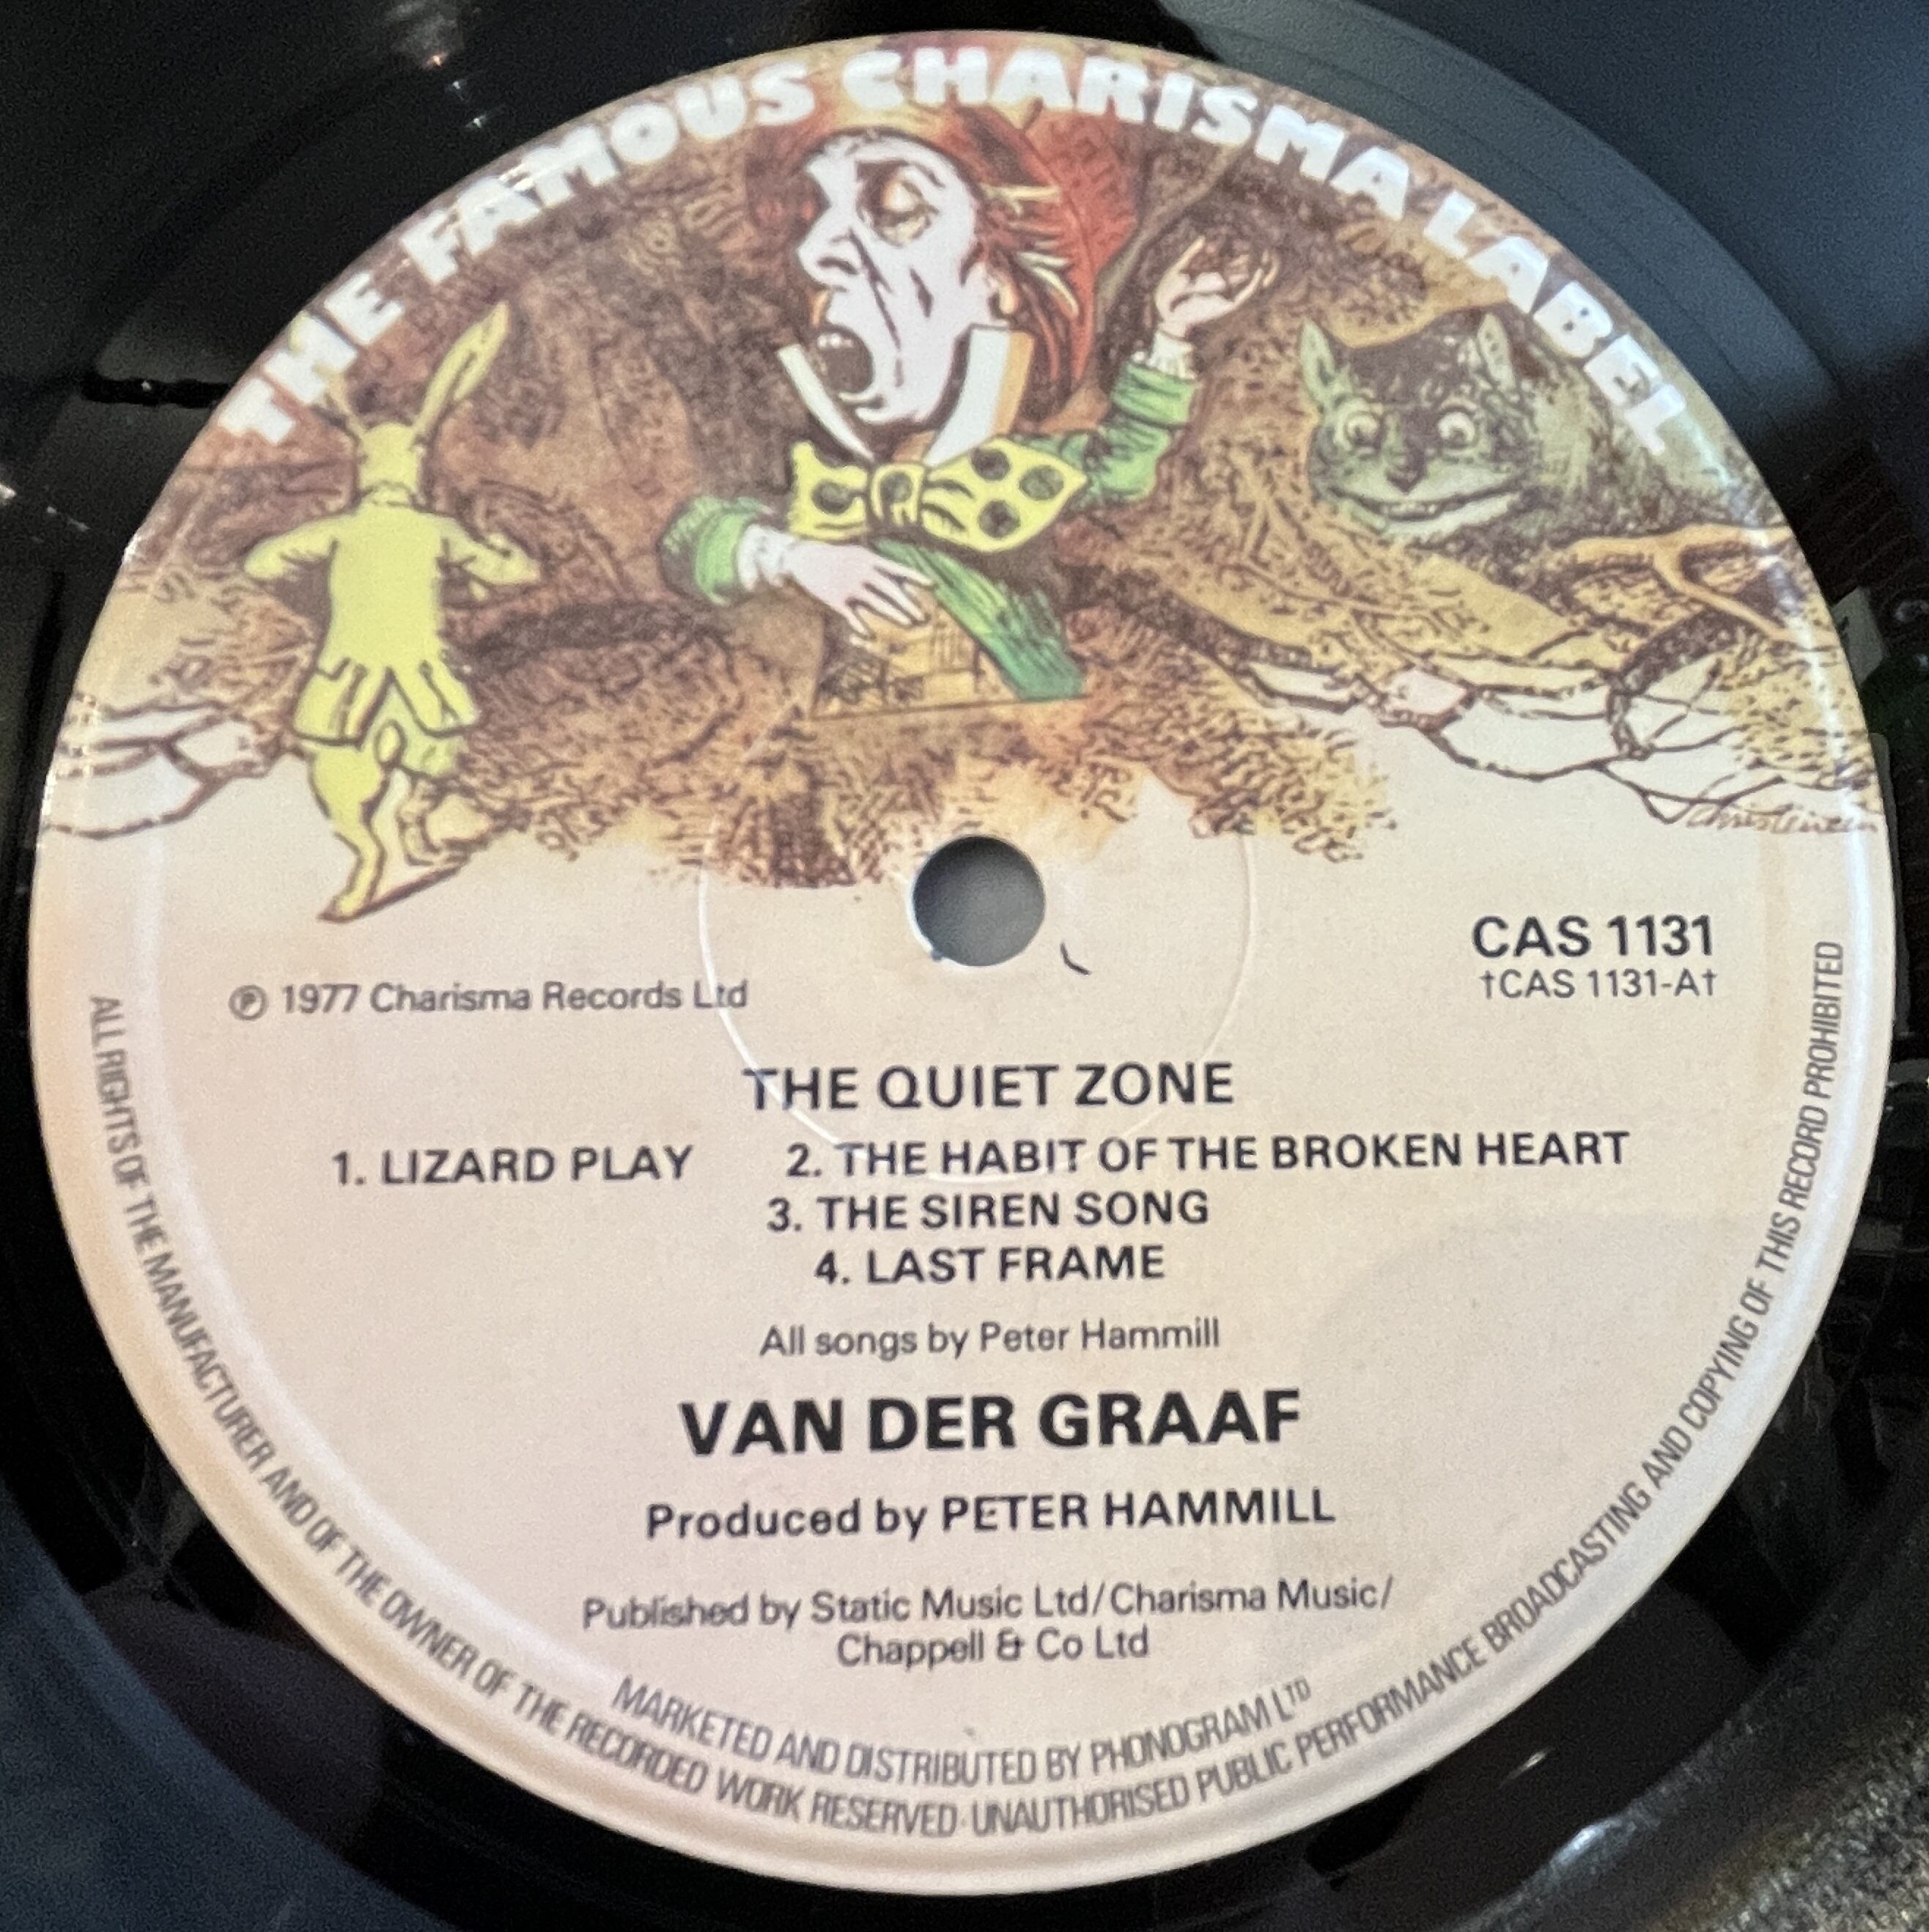 THE FAMOUS CHARISMA LABEL
℗ 1977 Charisma Records Ltd
CAS 1131
†CAS 1131-A†
THE QUIET ZONE
1. LIZARD PLAY 2. THE HABIT OF THE BROKEN HEART
3. THE SIREN SONG
4. LAST FRAME
All songs by Peter Hammill
VAN DER GRAAF
Produced by PETER HAMMILL
Published by Static Music Ltd/Charisma Music/
Chappell & Co Ltd
MARKETED AND DISTRIBUTED BY PHONOGRAM LTD
ALL RIGHTS OF THE MANUFACTURER AND OF THE OWNER OF THE RECORDED WORK RESERVED · UNAUTHORISED PUBLIC PERFORMANCE BROADCASTING AND COPYING OF THIS RECORD PROHIBITED